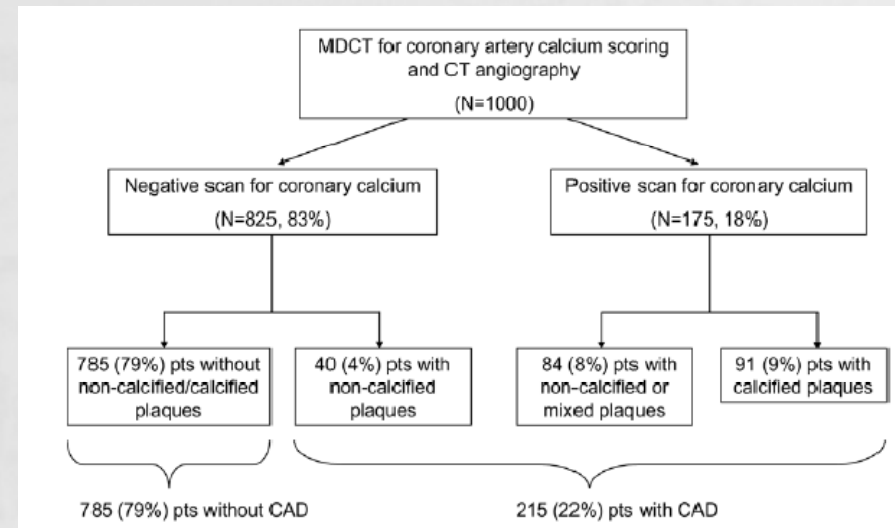 MDCT for coronary artery calcium scoring
and CT angiography
(N=1000)
Negative scan for coronary calcium
(N=825, 83%)
Positive scan for coronary calcium
(N=175, 18%)
785 (79%) pts without
non-calcified/calcified
plaques
40 (4%) pts with
non-calcified
plaques
84 (8%) pts with
non-calcified or
mixed plaques
91 (9%) pts with
calcified plaques
785 (79%) pts without CAD
215 (22%) pts with CAD